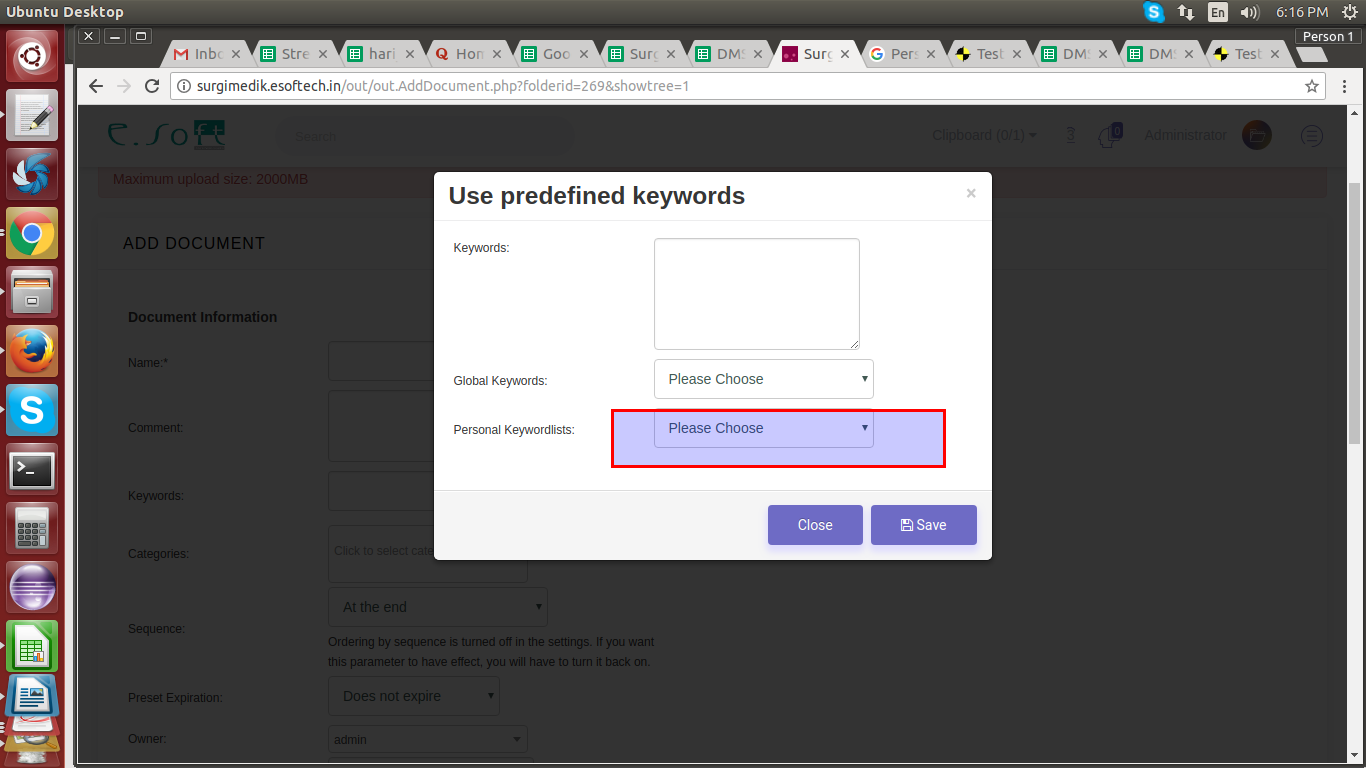 Ubuntu Desktop
En
6:16 PM
Person 1
Inbo
Stre
hari
Hom
Goo
Surg
DMS
Surg
Pers
Test
DMS
DMS
Test
surgimedik.esoftech.in/out/out.AddDocument.php?folderid=269&showtree=1
e.soft
Search
Clipboard (0/1)
3
0
Administrator
Maximum upload size: 2000MB
Use predefined keywords
×
ADD DOCUMENT
Keywords:
Document Information
Name:*
Global Keywords:
Please Choose
Comment:
Personal Keywordlists:
Please Choose
Keywords:
Close
Save
Categories:
Click to select cate
At the end
Sequence:
Ordering by sequence is turned off in the settings. If you want
this parameter to have effect, you will have to turn it back on.
Preset Expiration:
Does not expire
Owner:
admin